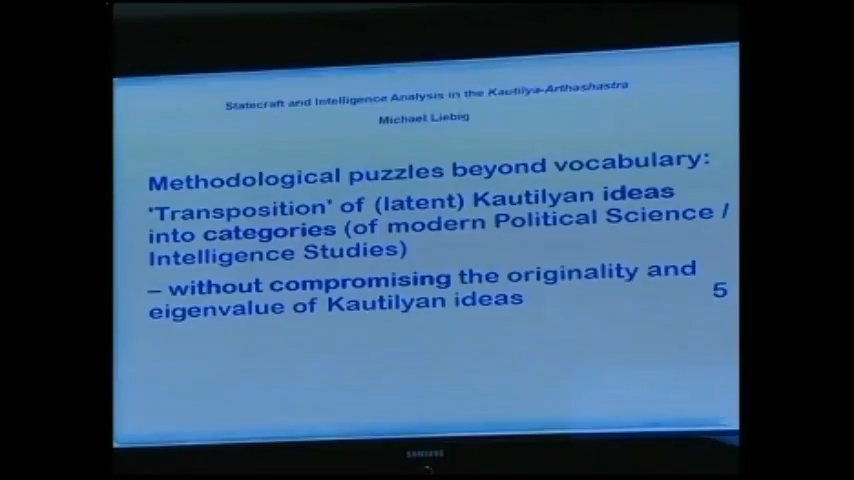 Statecraft and Intelligence Analysis in the Kautilya-Arthashastra
Michael Liebig
Methodological puzzles beyond vocabulary:
'Transposition' of (latent) Kautilyan ideas
into categories (of modern Political Science /
Intelligence Studies)
– without compromising the originality and
eigenvalue of Kautilyan ideas
5
SAMSUNG